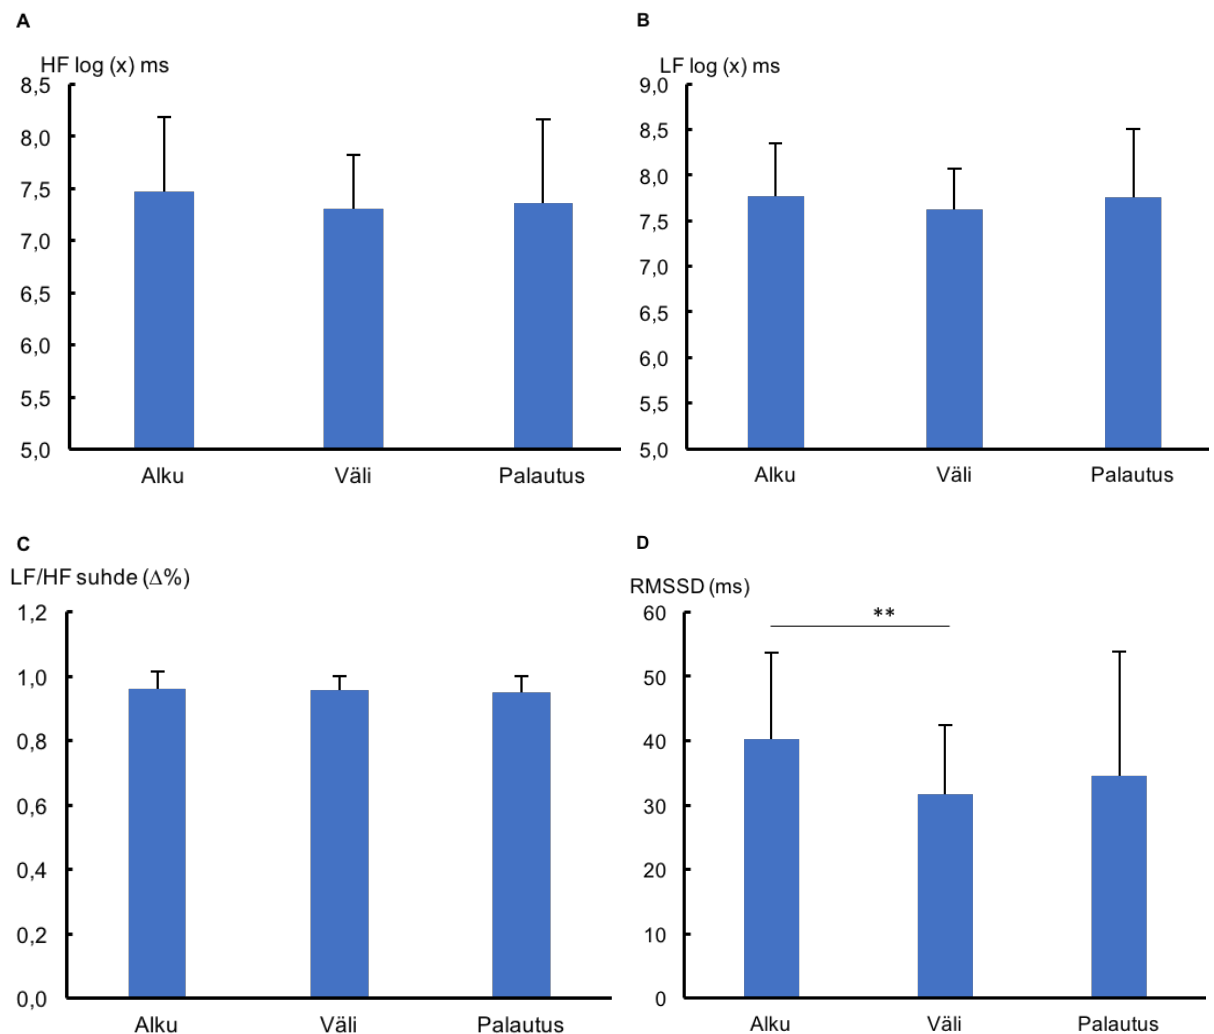 A
HF log (x) ms
8,5
8,0
7,5
7,0
6,5
6,0
5,5
5,0
Alku Väli Palautus
B
LF log (x) ms
9,0
8,5
8,0
7,5
7,0
6,5
6,0
5,5
5,0
Alku Väli Palautus
C
LF/HF suhde (Δ%)
1,2
1,0
0,8
0,6
0,4
0,2
0,0
Alku Väli Palautus
D
RMSSD (ms)
**
60
50
40
30
20
10
0
Alku Väli Palautus